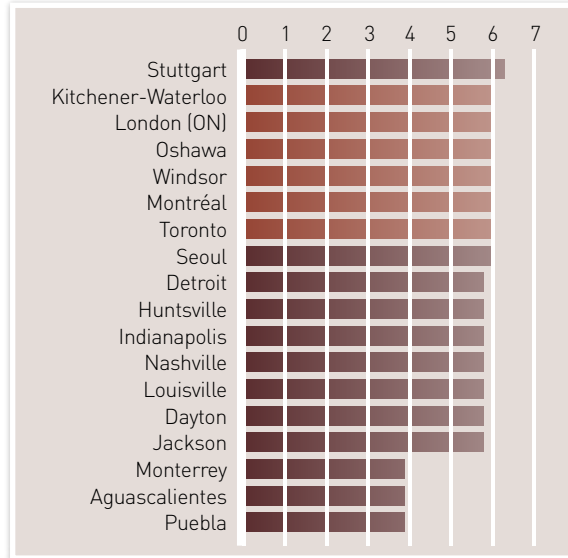 0 1 2 3 4 5 6 7
Stuttgart
Kitchener-Waterloo
London (ON)
Oshawa
Windsor
Montréal
Toronto
Seoul
Detroit
Huntsville
Indianapolis
Nashville
Louisville
Dayton
Jackson
Monterrey
Aguascalientes
Puebla